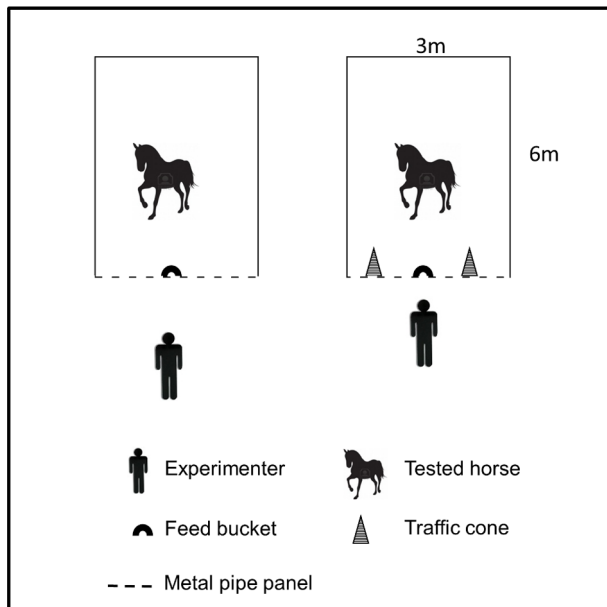 3m
6m
Experimenter
Tested horse
Feed bucket
Traffic cone
Metal pipe panel